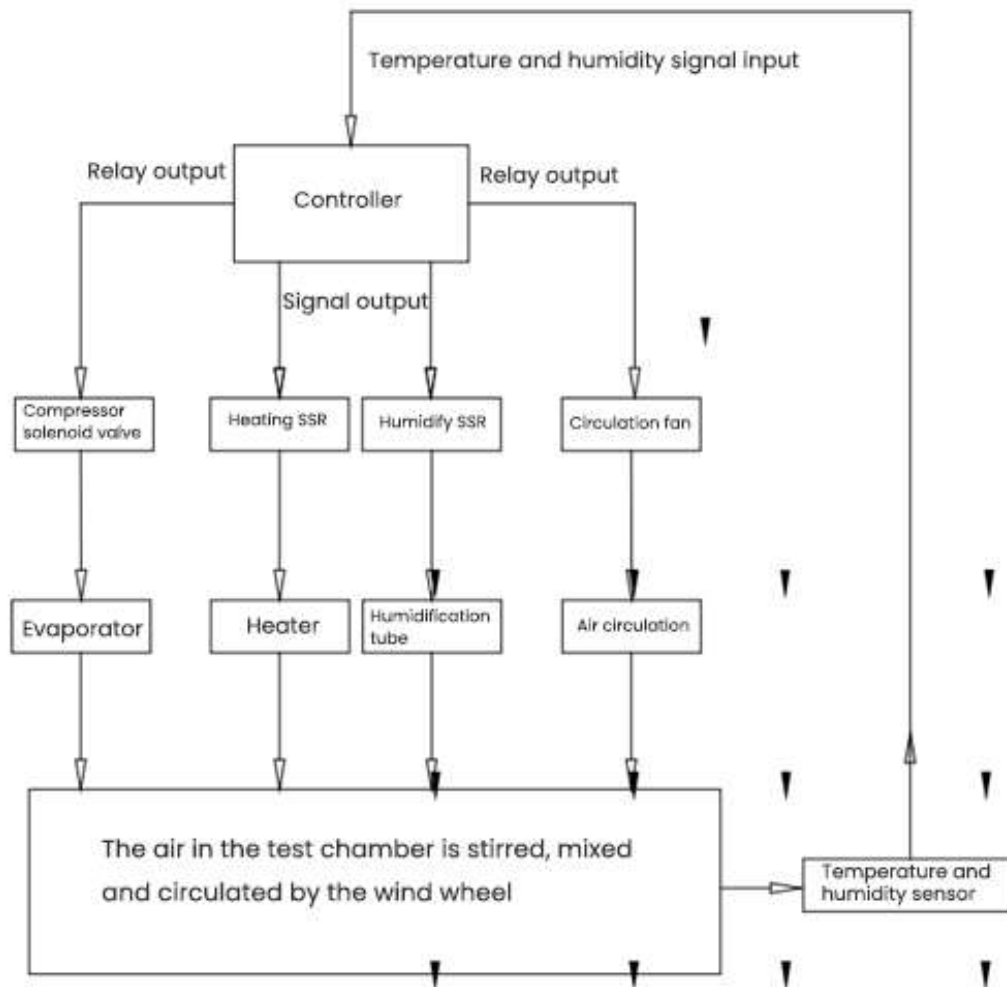 Temperature and humidity signal input
Relay output
Relay output
Controller
Signal output
Compressor
solenoid valve
Heating SSR
Humidify SSR
Circulation fan
Evaporator
Heater
Humidification
tube
Air circulation
The air in the test chamber is stirred, mixed
and circulated by the wind wheel
Temperature and
humidity sensor